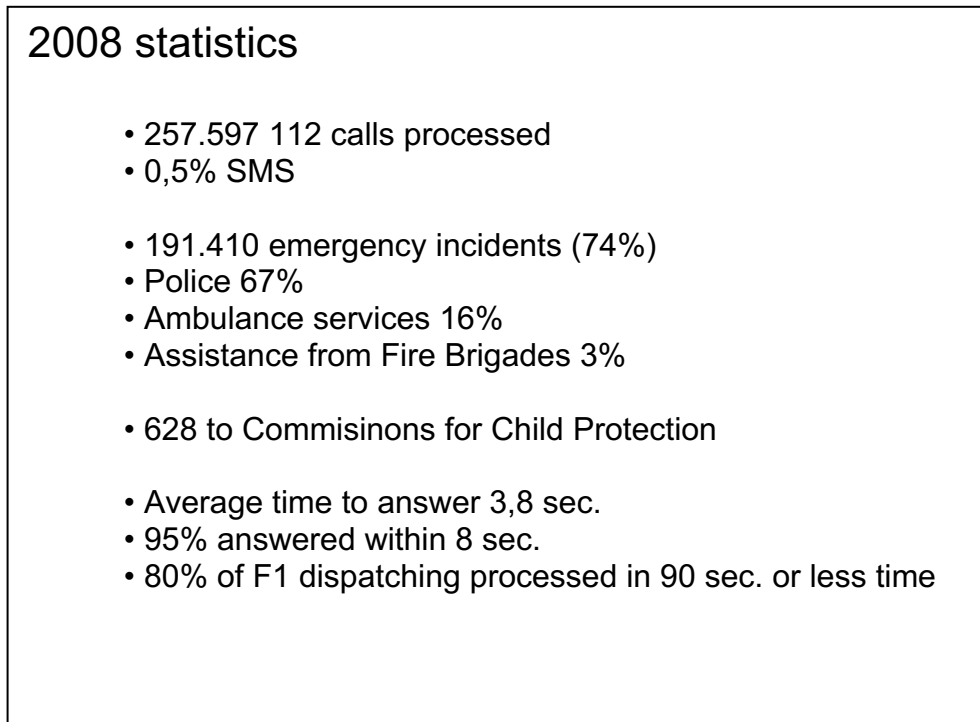 2008 statistics
• 257.597 112 calls processed
• 0,5% SMS
• 191.410 emergency incidents (74%)
• Police 67%
• Ambulance services 16%
• Assistance from Fire Brigades 3%
• 628 to Commisinons for Child Protection
• Average time to answer 3,8 sec.
• 95% answered within 8 sec.
• 80% of F1 dispatching processed in 90 sec. or less time